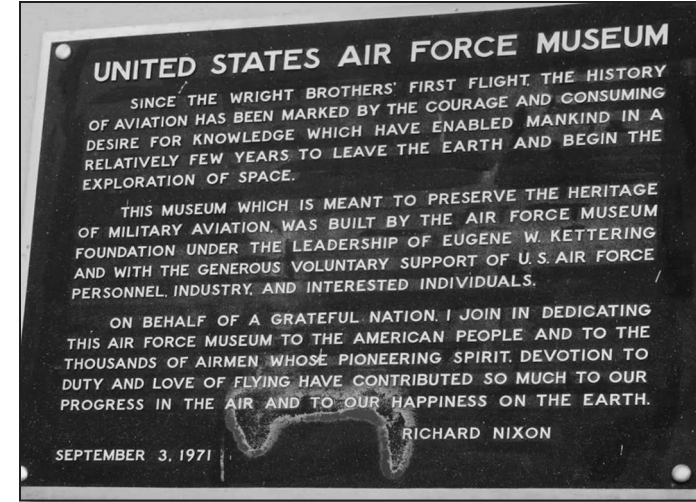 UNITED STATES AIR FORCE MUSEUM
SINCE THE WRIGHT BROTHERS' FIRST FLIGHT, THE HISTORY
OF AVIATION HAS BEEN MARKED BY THE COURAGE AND CONSUMING
DESIRE FOR KNOWLEDGE WHICH HAVE ENABLED MANKIND IN A
RELATIVELY FEW YEARS TO LEAVE THE EARTH AND BEGIN THE
EXPLORATION OF SPACE.
THIS MUSEUM WHICH IS MEANT TO PRESERVE THE HERITAGE
OF MILITARY AVIATION, WAS BUILT BY THE AIR FORCE MUSEUM
FOUNDATION UNDER THE LEADERSHIP OF EUGENE W. KETTERING
AND WITH THE GENEROUS VOLUNTARY SUPPORT OF U.S. AIR FORCE
PERSONNEL, INDUSTRY, AND INTERESTED INDIVIDUALS.
ON BEHALF OF A GRATEFUL NATION, I JOIN IN DEDICATING
THIS AIR FORCE MUSEUM TO THE AMERICAN PEOPLE AND TO THE
THOUSANDS OF AIRMEN WHOSE PIONEERING SPIRIT, DEVOTION TO
DUTY AND LOVE OF FLYING HAVE CONTRIBUTED SO MUCH TO OUR
PROGRESS IN THE AIR AND TO OUR HAPPINESS ON THE EARTH.
RICHARD NIXON
SEPTEMBER 3, 1971